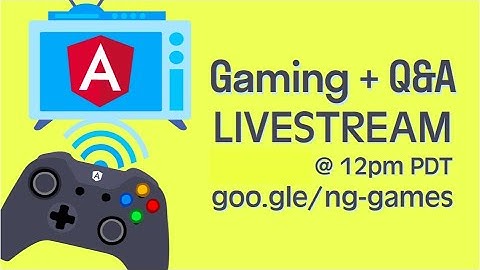 A
Gaming + Q&A
LIVESTREAM
@ 12pm PDT
A
goo.gle/ng-games